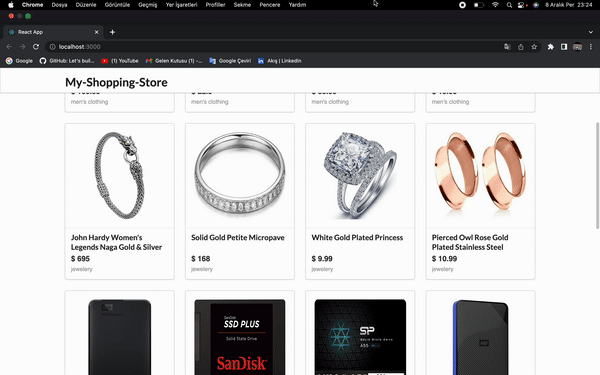 Chrome Dosya Düzenle Görüntüle Geçmiş Yer İşaretleri Profiller Sekme Pencere Yardım 8 Aralık Per 23:24
React App
localhost:3000
Google GitHub: Let's buil... (1) YouTube Gelen Kutusu (1) -... Google Çeviri Akış | Linkedin
My-Shopping-Store
men's clothing men's clothing men's clothing men's clothing
John Hardy Women's Legends Naga Gold & Silver
$ 695
jewelery
Solid Gold Petite Micropave
$ 168
jewelery
White Gold Plated Princess
$ 9.99
jewelery
Pierced Owl Rose Gold Plated Stainless Steel
$ 10.99
jewelery
SanDisk
SSD PLUS
Solid State Drive
SanDisk
SP
A55
WD